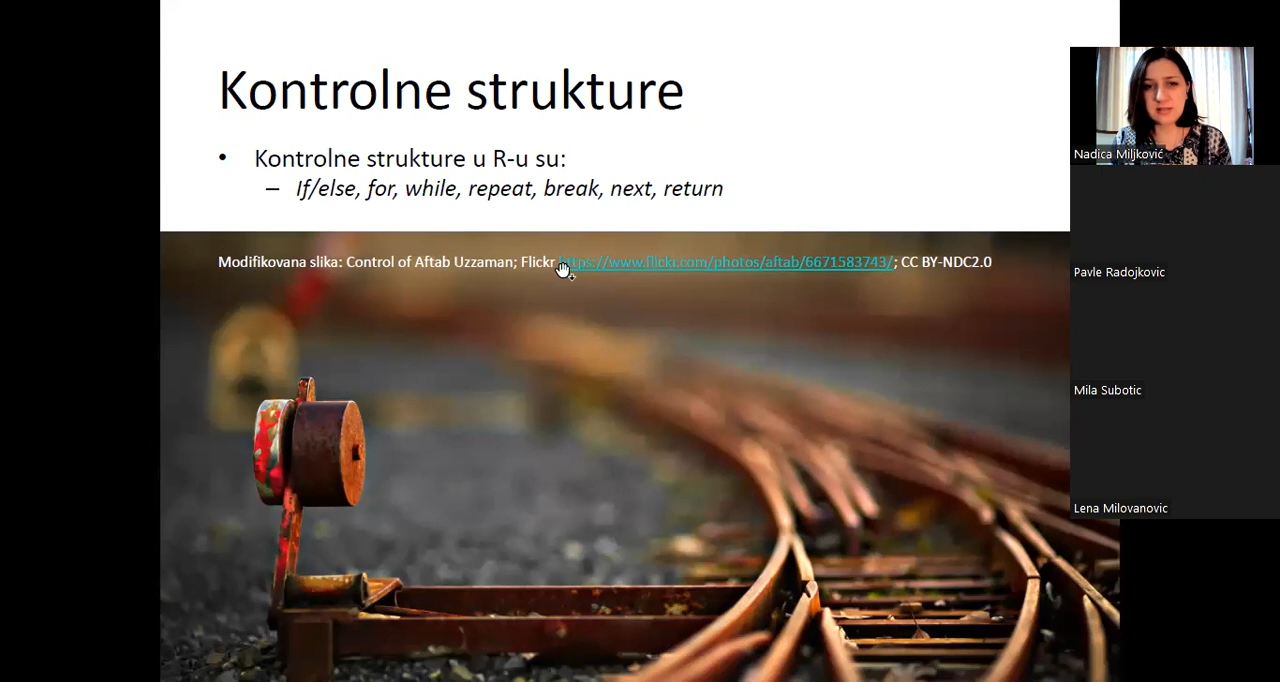 Kontrolne strukture
• Kontrolne strukture u R-u su:
– If/else, for, while, repeat, break, next, return
Modifikovana slika: Control of Aftab Uzzaman; Flickr https://www.flickr.com/photos/aftab/6671583743/; CC BY-NDC2.0
Nadica Miljković
Pavle Radojkovic
Mila Subotic
Lena Milovanovic